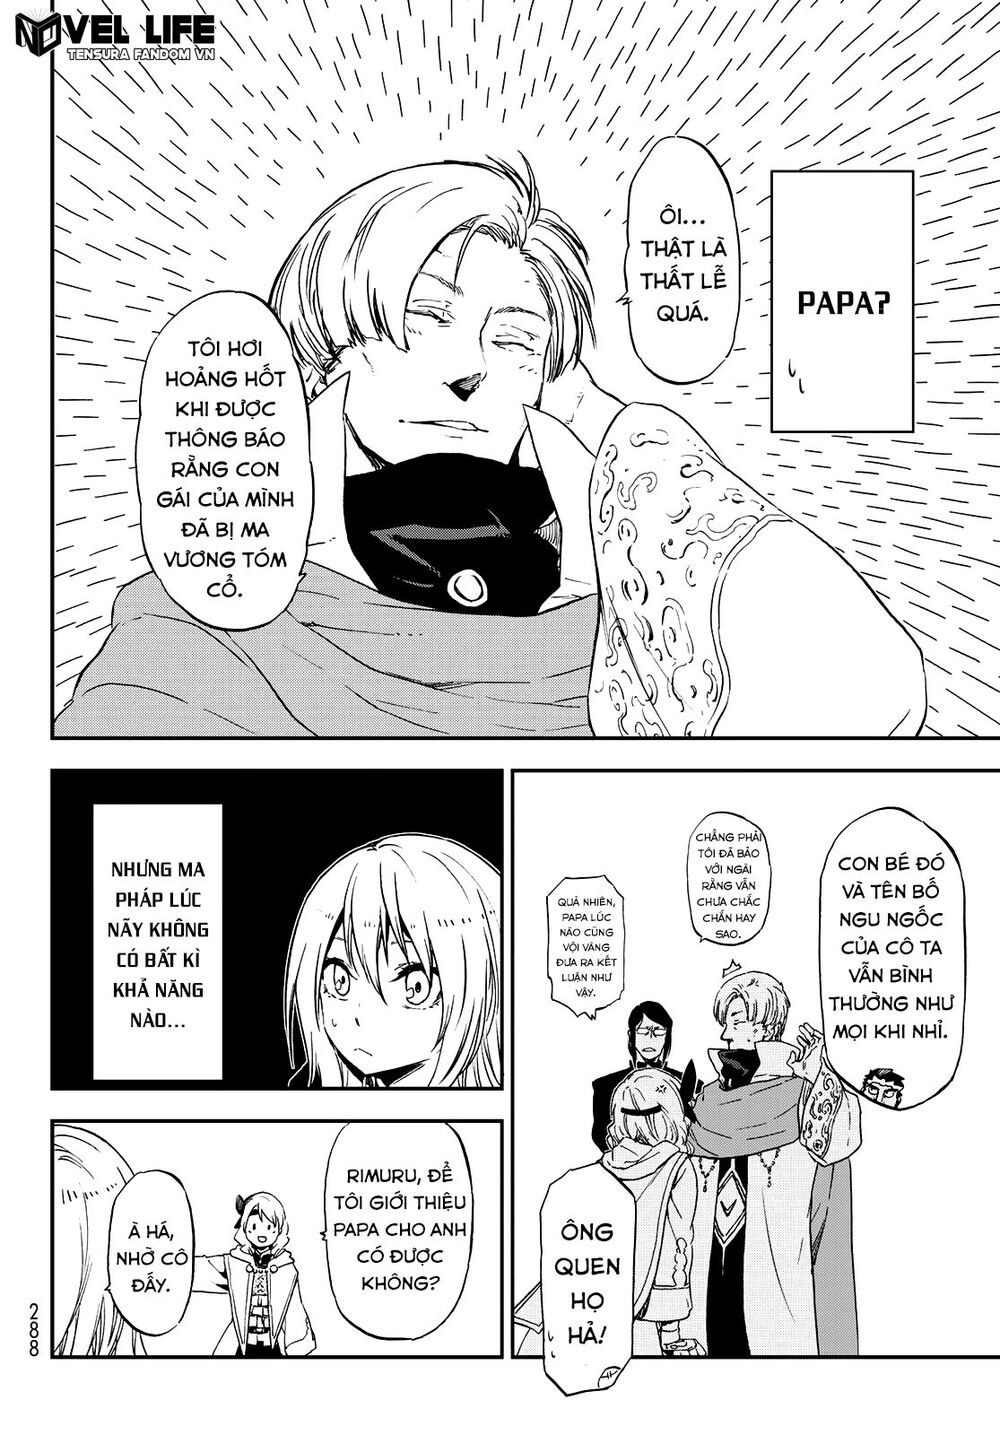 NOVEL LIFE
TENSURA FANDOM VN
PAPA?
ÔI...
THẬT LÀ
THẤT LỄ
QUÁ.
TÔI HƠI
HOẢNG HỐT
KHI ĐƯỢC
THÔNG BÁO
RẰNG CON
GÁI CỦA MÌNH
ĐÃ BỊ MA
VƯƠNG TÓM
CỔ.
CON BÉ ĐÓ
VÀ TÊN BỐ
NGU NGỐC
CỦA CÔ TA
VẪN BÌNH
THƯỜNG NHƯ
MỌI KHI NHỈ.
CHẲNG PHẢI
TÔI ĐÃ BẢO
VỚI NGÀI
RẰNG VẪN
CHƯA CHẮC
CHẮN HAY
SAO.
QUẢ NHIÊN,
PAPA LÚC
NÀO CŨNG
VỘI VÀNG
ĐƯA RA KẾT
LUẬN NHƯ
VẬY.
ÔNG
QUEN
HỌ
HẢ!
NHƯNG MA
PHÁP LÚC
NÃY KHÔNG
CÓ BẤT KÌ
KHẢ NĂNG
NÀO...
RIMURU, ĐỂ
TÔI GIỚI THIỆU
PAPA CHO ANH
CÓ ĐƯỢC
KHÔNG?
À HÁ,
NHỜ CÔ
ĐẤY.
288